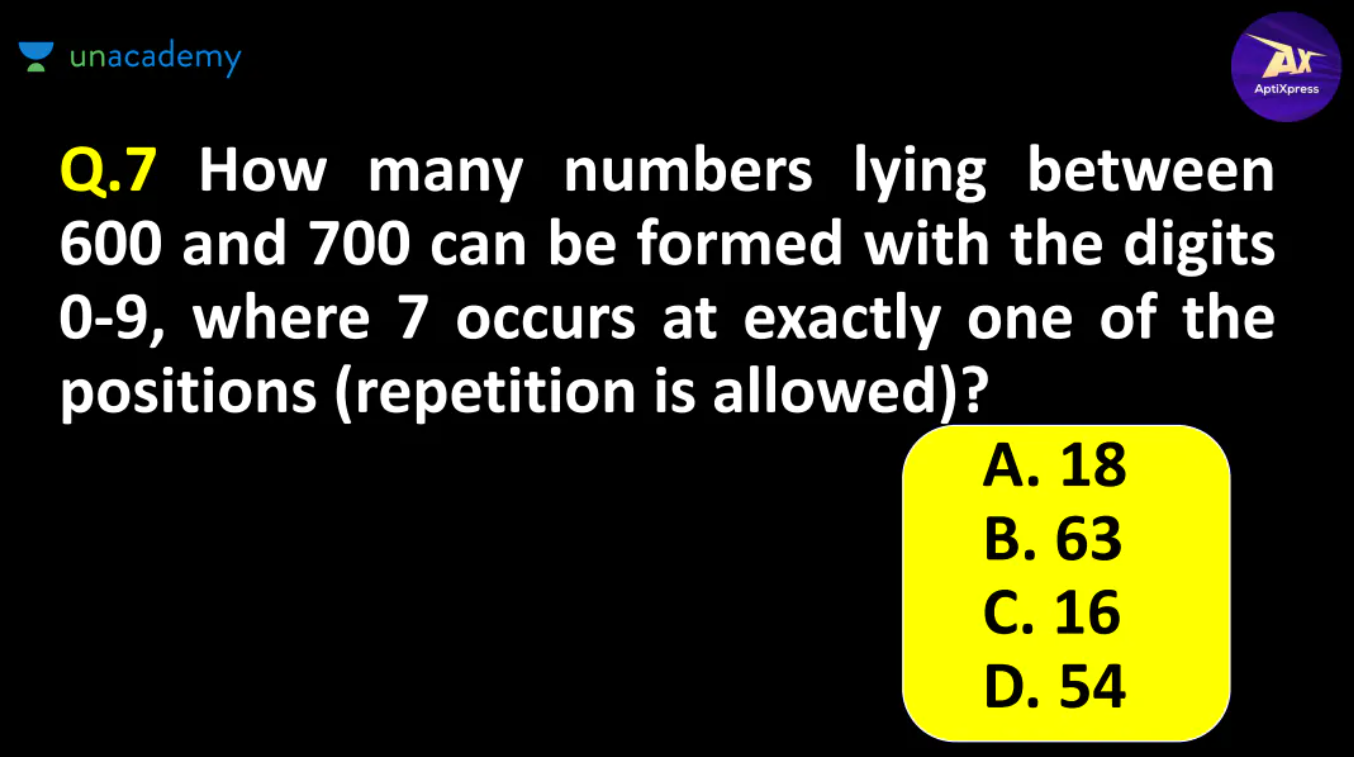 unacademy
AX
AptiXpress
Q.7 How many numbers lying between
600 and 700 can be formed with the digits
0-9, where 7 occurs at exactly one of the
positions (repetition is allowed)?
A. 18
B. 63
C. 16
D. 54